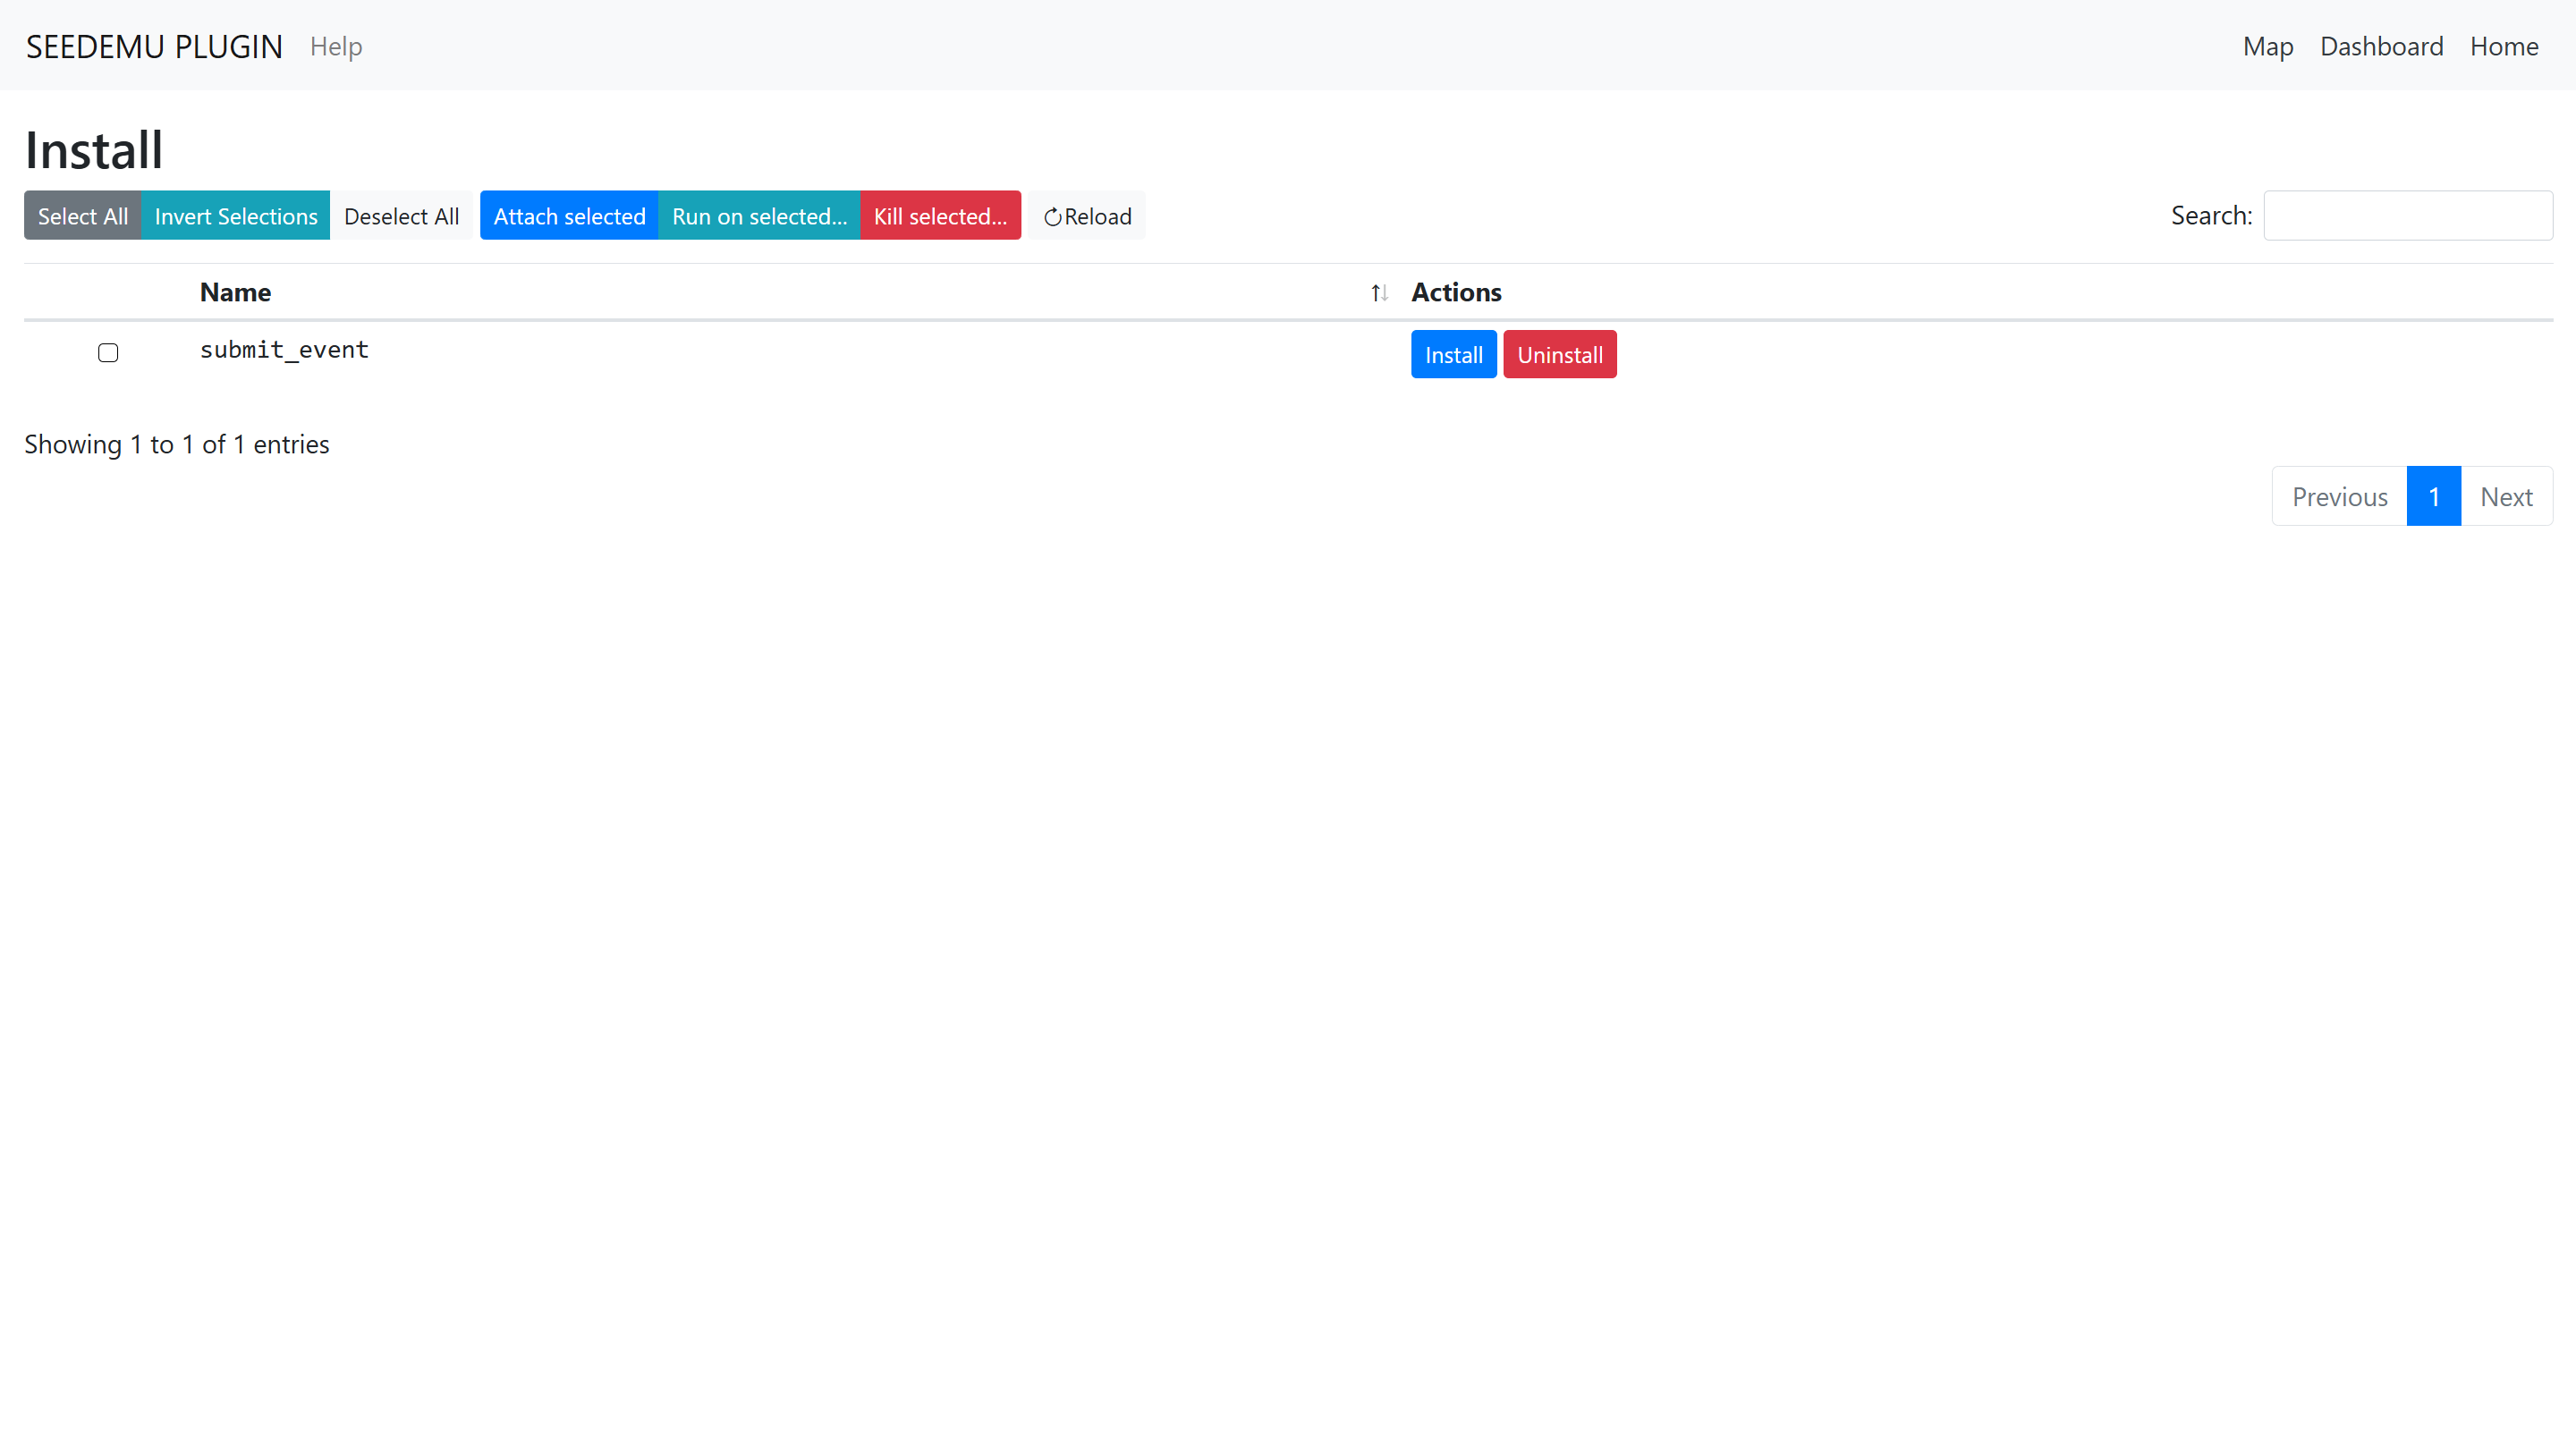 SEEDEMU PLUGIN Help Map Dashboard Home
Install
Select All Invert Selections Deselect All Attach selected Run on selected... Kill selected... Reload Search:
Name Actions
submit_event Install Uninstall
Showing 1 to 1 of 1 entries
Previous 1 Next